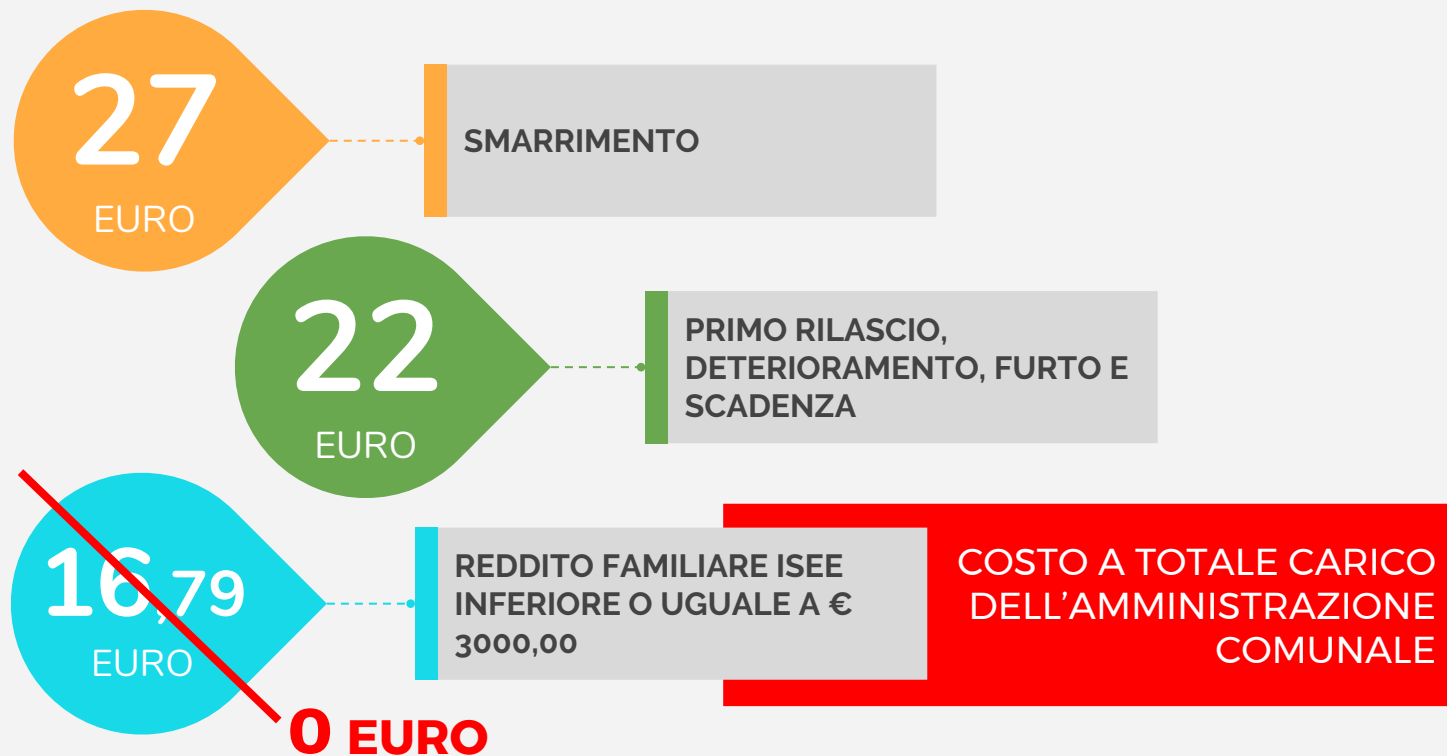 27
EURO
SMARRIMENTO
22
EURO
PRIMO RILASCIO,
DETERIORAMENTO, FURTO E
SCADENZA
16,79
EURO
0 EURO
REDDITO FAMILIARE ISEE
INFERIORE O UGUALE A €
3000,00
COSTO A TOTALE CARICO
DELL’AMMINISTRAZIONE
COMUNALE